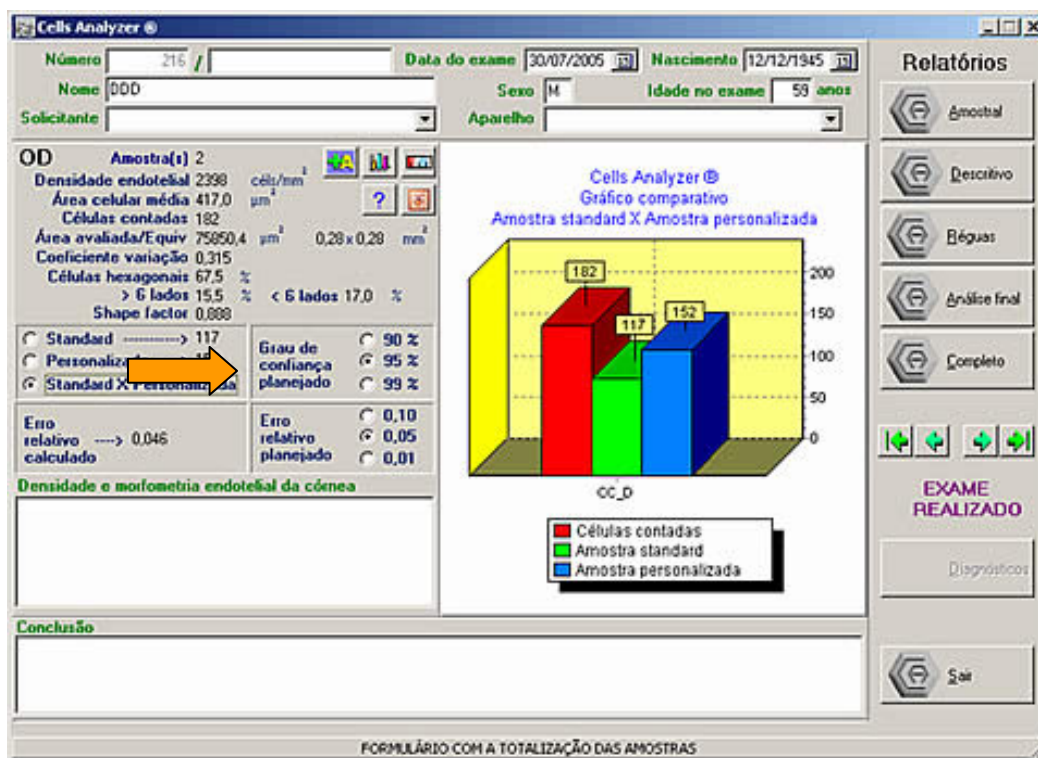 Cells Analyzer ®
Número 216 / Data do exame 30/07/2005 Nascimento 12/12/1945
Nome DDD Sexo M Idade no exame 59 anos
Solicitante Aparelho
OD Amostra(s) 2
Densidade endotelial 2398 céls/mm²
Área celular média 417,0 µm²
Células contadas 182
Área avaliada/Equiv 75850,4 µm² 0,28 x 0,28 mm²
Coeficiente variação 0,315
Células hexagonais 67,5 %
> 6 lados 15,5 % < 6 lados 17,0 %
Shape factor 0,888
?
Standard -----------> 117
Standard X
Grau de
confiança
planejado
90 %
95 %
99 %
Erro
relativo ----> 0,046
calculado
Erro
relativo
planejado
0,10
0,05
0,01
Densidade e morfometria endotelial da córnea
Conclusão
Cells Analyzer ®
Gráfico comparativo
Amostra standard X Amostra personalizada
182
117
152
200
150
100
50
0
CC_D
Células contadas
Amostra standard
Amostra personalizada
Relatórios
Amostral
Descritivo
Réguas
Análise final
Completo
EXAME
REALIZADO
Diagnósticos
Sair
FORMULÁRIO COM A TOTALIZAÇÃO DAS AMOSTRAS